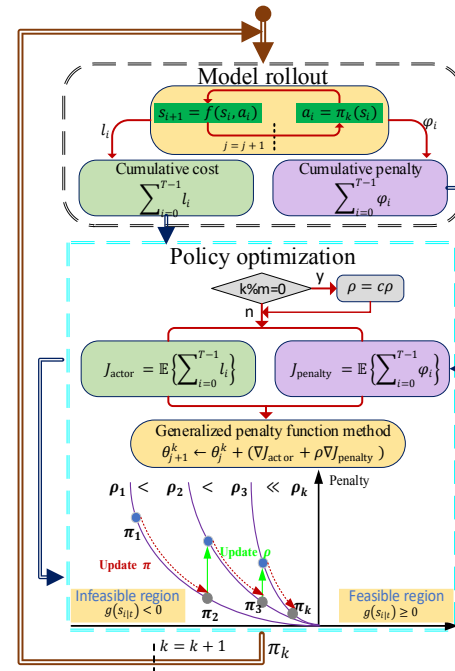 Model rollout
s_{i+1} = f(s_i, a_i)
a_i = π_k(s_i)
l_i
φ_i
j = j + 1
Cumulative cost
∑_{i=0}^{T-1} l_i
Cumulative penalty
∑_{i=0}^{T-1} φ_i
Policy optimization
k%m=0
y
ρ = cρ
n
J_actor = 𝔼{∑_{i=0}^{T-1} l_i}
J_penalty = 𝔼{∑_{i=0}^{T-1} φ_i}
Generalized penalty function method
θ_{j+1}^k ← θ_j^k + (∇J_actor + ρ∇J_penalty )
Penalty
ρ_1 < ρ_2 < ρ_3 ≪ ρ_k
π_1
Update π
Update ρ
Infeasible region
g(s_{i|t}) < 0
π_2
π_3
π_k
Feasible region
g(s_{i|t}) ≥ 0
k = k + 1
π_k